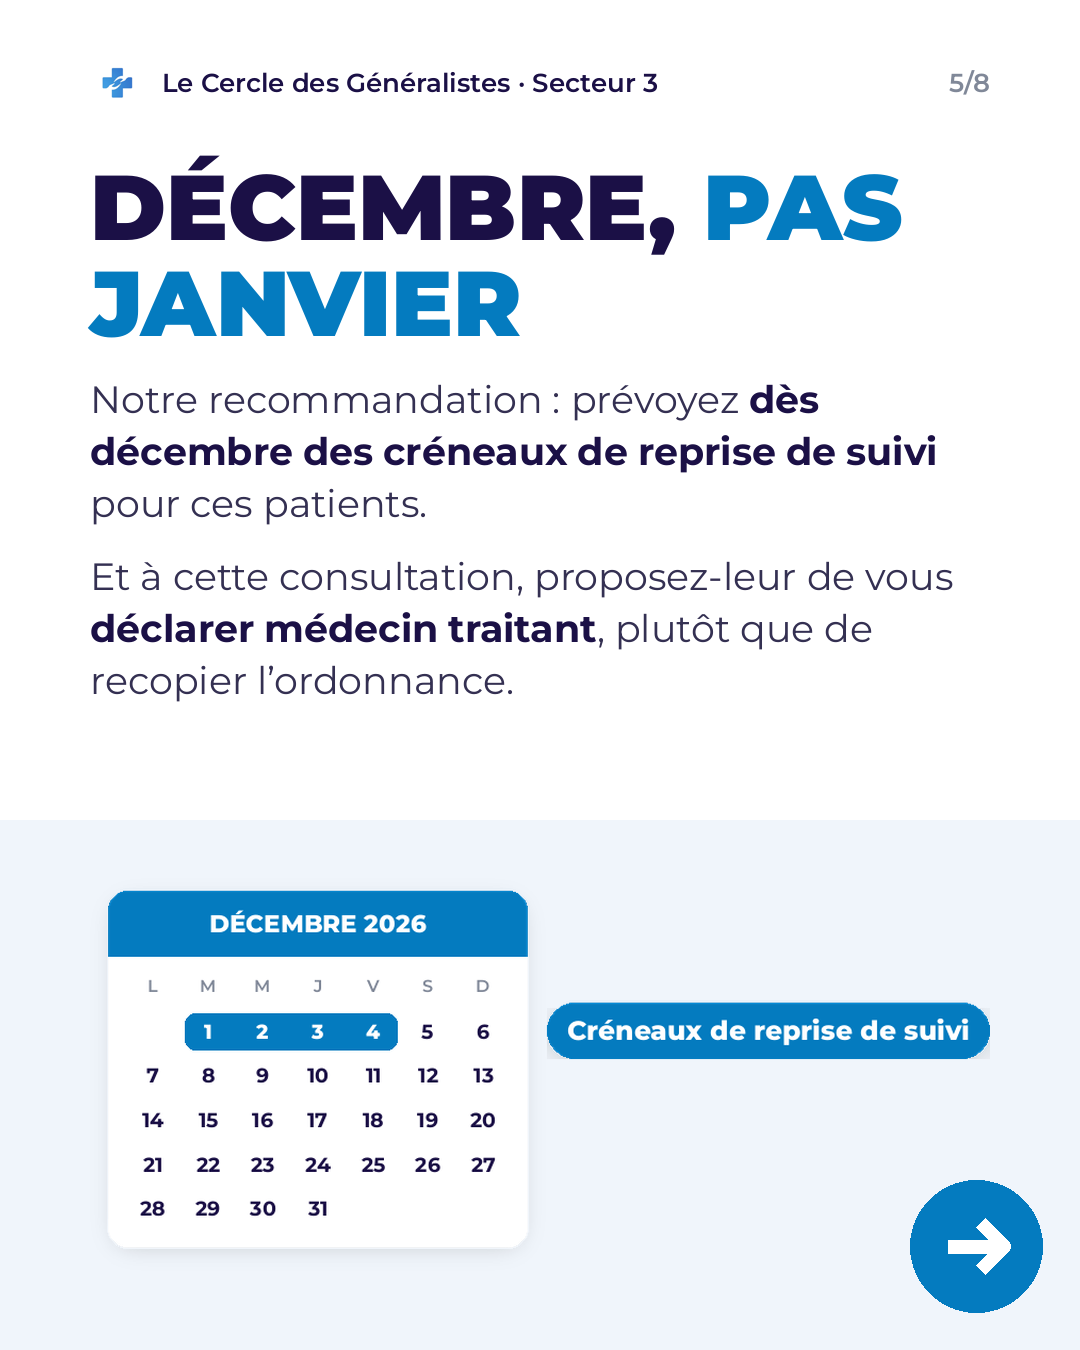 Le Cercle des Généralistes · Secteur 3
5/8
DÉCEMBRE, PAS
JANVIER
Notre recommandation : prévoyez dès
décembre des créneaux de reprise de suivi
pour ces patients.
Et à cette consultation, proposez-leur de vous
déclarer médecin traitant, plutôt que de
recopier l’ordonnance.
DÉCEMBRE 2026
L M M J V S D
1 2 3 4 5 6
7 8 9 10 11 12 13
14 15 16 17 18 19 20
21 22 23 24 25 26 27
28 29 30 31
Créneaux de reprise de suivi